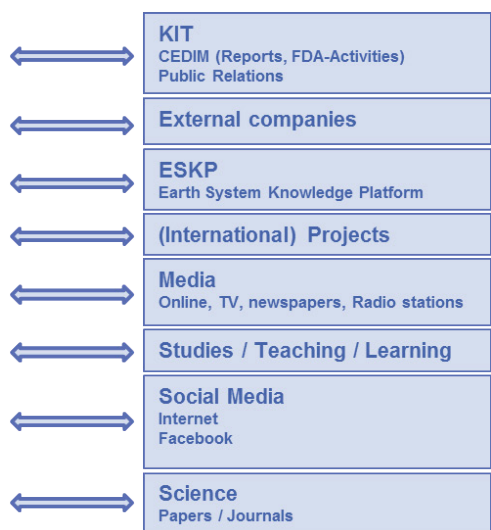 KIT
CEDIM (Reports, FDA-Activities)
Public Relations
External companies
ESKP
Earth System Knowledge Platform
(International) Projects
Media
Online, TV, newspapers, Radio stations
Studies / Teaching / Learning
Social Media
Internet
Facebook
Science
Papers / Journals